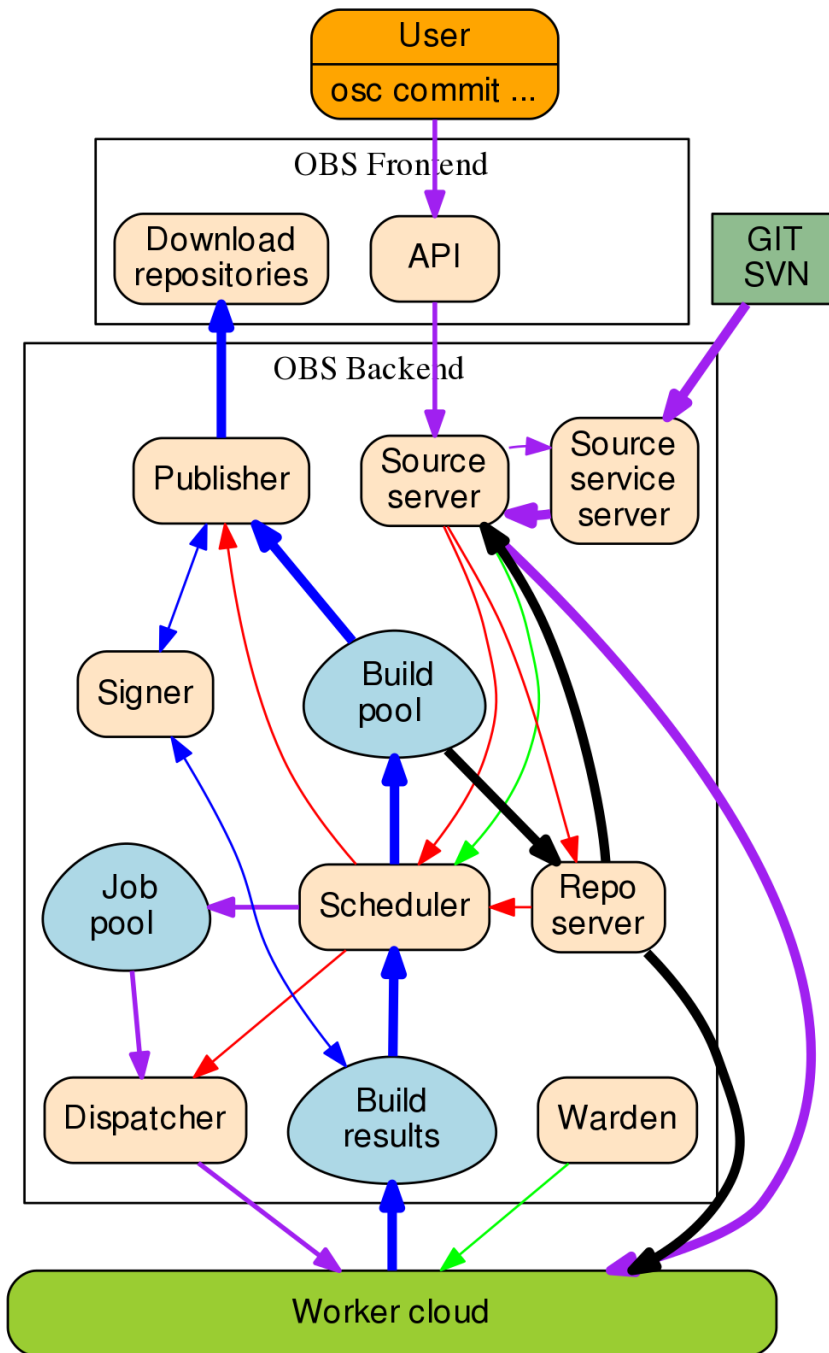 User
osc commit ...
OBS Frontend
Download
repositories
API
GIT
SVN
OBS Backend
Publisher
Source
server
Source
service
server
Signer
Build
pool
Job
pool
Scheduler
Repo
server
Dispatcher
Build
results
Warden
Worker cloud